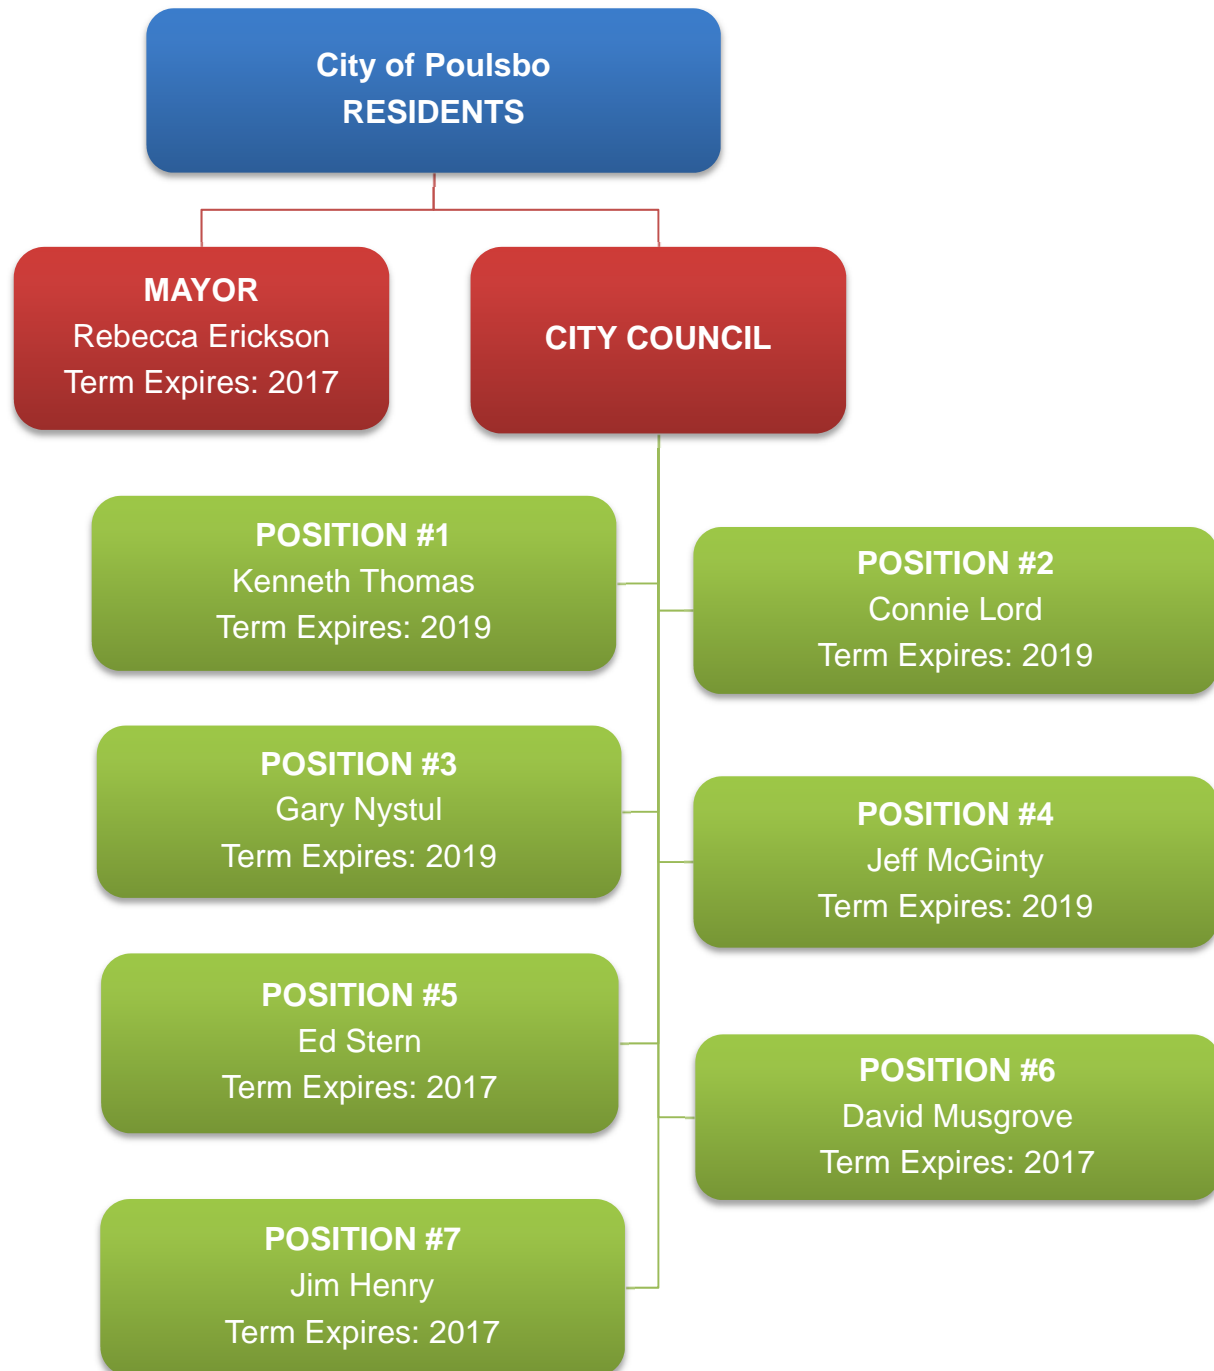 City of Poulsbo
RESIDENTS
MAYOR
Rebecca Erickson
Term Expires: 2017
CITY COUNCIL
POSITION #1
Kenneth Thomas
Term Expires: 2019
POSITION #2
Connie Lord
Term Expires: 2019
POSITION #3
Gary Nystul
Term Expires: 2019
POSITION #4
Jeff McGinty
Term Expires: 2019
POSITION #5
Ed Stern
Term Expires: 2017
POSITION #6
David Musgrove
Term Expires: 2017
POSITION #7
Jim Henry
Term Expires: 2017